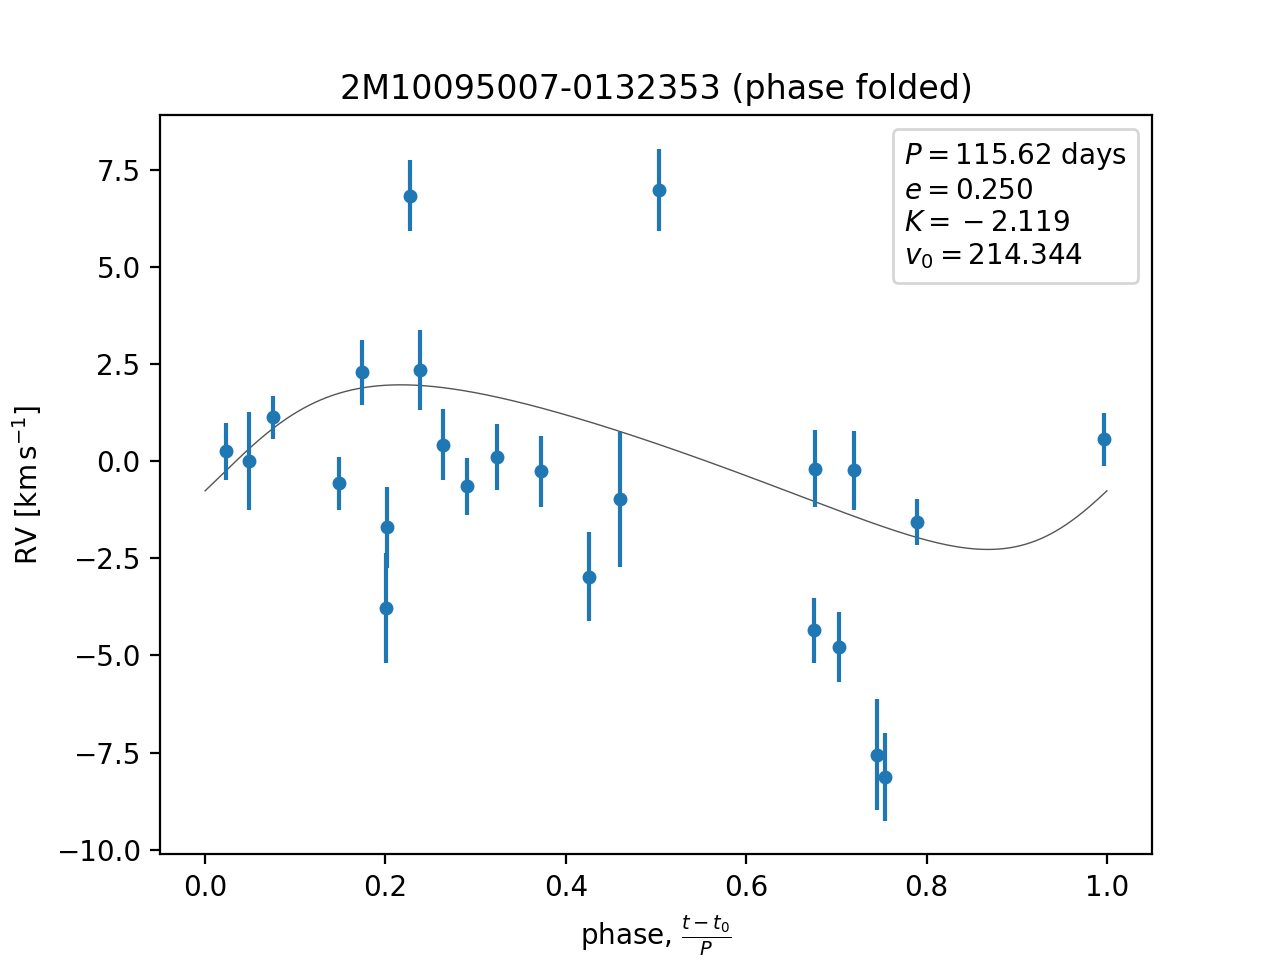 2M10095007-0132353 (phase folded)
P = 115.62 days
e = 0.250
K = −2.119
v₀ = 214.344
7.5
5.0
2.5
0.0
−2.5
−5.0
−7.5
−10.0
RV [km s⁻¹]
0.0 0.2 0.4 0.6 0.8 1.0
phase, (t − t₀)/P